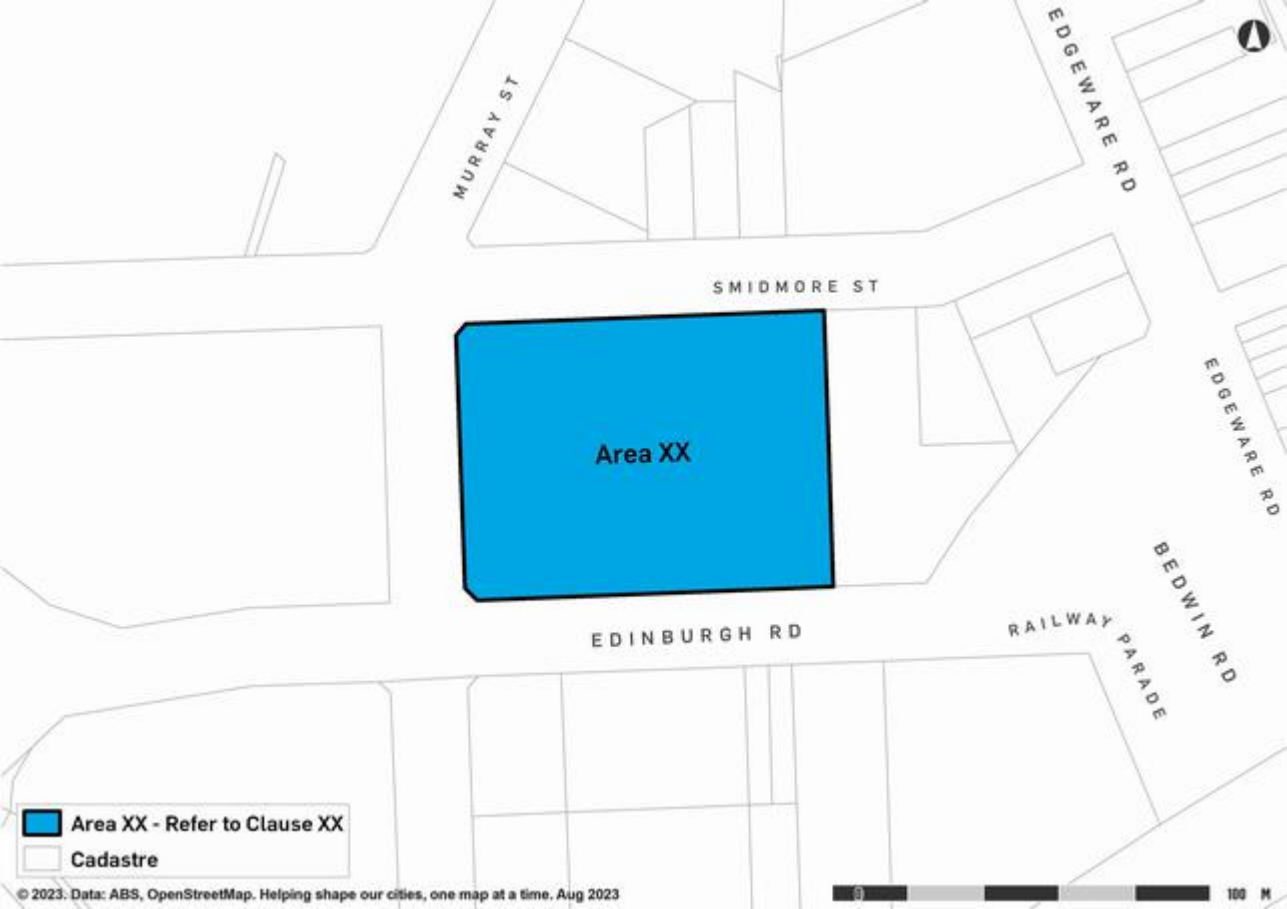 EDGEWARE RD
MURRAY ST
SMIDMORE ST
EDGEWARE RD
Area XX
BEDWIN RD
EDINBURGH RD
RAILWAY PARADE
Area XX - Refer to Clause XX
Cadastre
© 2023. Data: ABS, OpenStreetMap. Helping shape our cities, one map at a time. Aug 2023
0 100 M